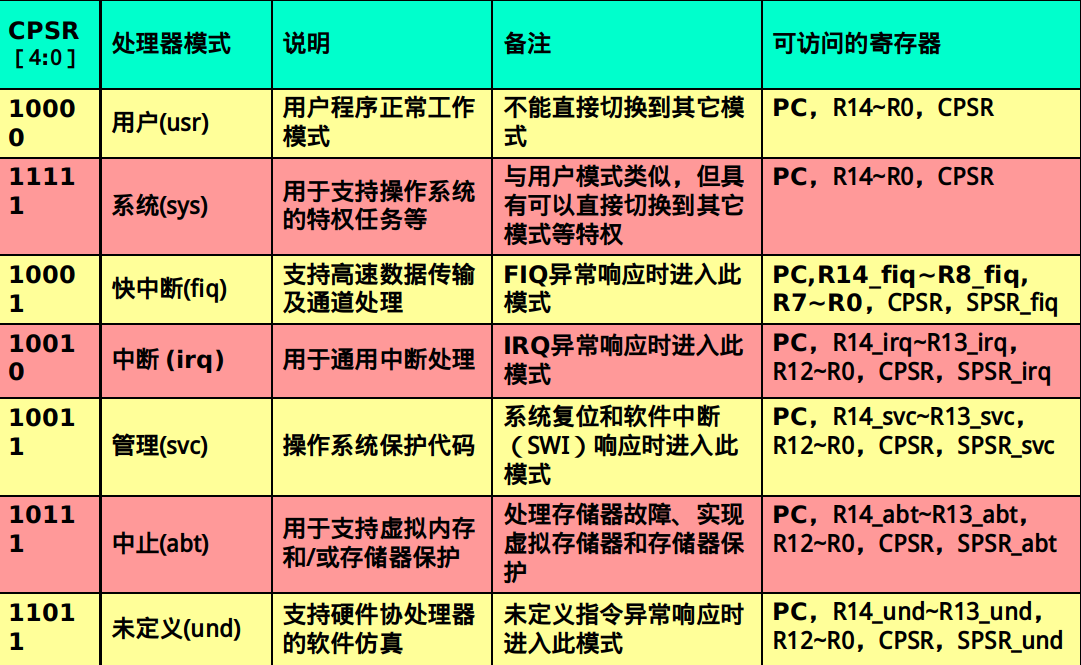 CPSR
[ 4:0 ]
处理器模式
说明
备注
可访问的寄存器
1000
0
用户(usr)
用户程序正常工作
模式
不能直接切换到其它模
式
PC，R14~R0，CPSR
1111
1
系统(sys)
用于支持操作系统
的特权任务等
与用户模式类似，但具
有可以直接切换到其它
模式等特权
PC，R14~R0，CPSR
1000
1
快中断(fiq)
支持高速数据传输
及通道处理
FIQ异常响应时进入此
模式
PC,R14_fiq~R8_fiq,
R7~R0，CPSR，SPSR_fiq
1001
0
中断 (irq)
用于通用中断处理
IRQ异常响应时进入此
模式
PC，R14_irq~R13_irq，
R12~R0，CPSR，SPSR_irq
1001
1
管理(svc)
操作系统保护代码
系统复位和软件中断
（SWI）响应时进入此
模式
PC，R14_svc~R13_svc，
R12~R0，CPSR，SPSR_svc
1011
1
中止(abt)
用于支持虚拟内存
和/或存储器保护
处理存储器故障、实现
虚拟存储器和存储器保
护
PC，R14_abt~R13_abt，
R12~R0，CPSR，SPSR_abt
1101
1
未定义(und)
支持硬件协处理器
的软件仿真
未定义指令异常响应时
进入此模式
PC，R14_und~R13_und，
R12~R0，CPSR，SPSR_und